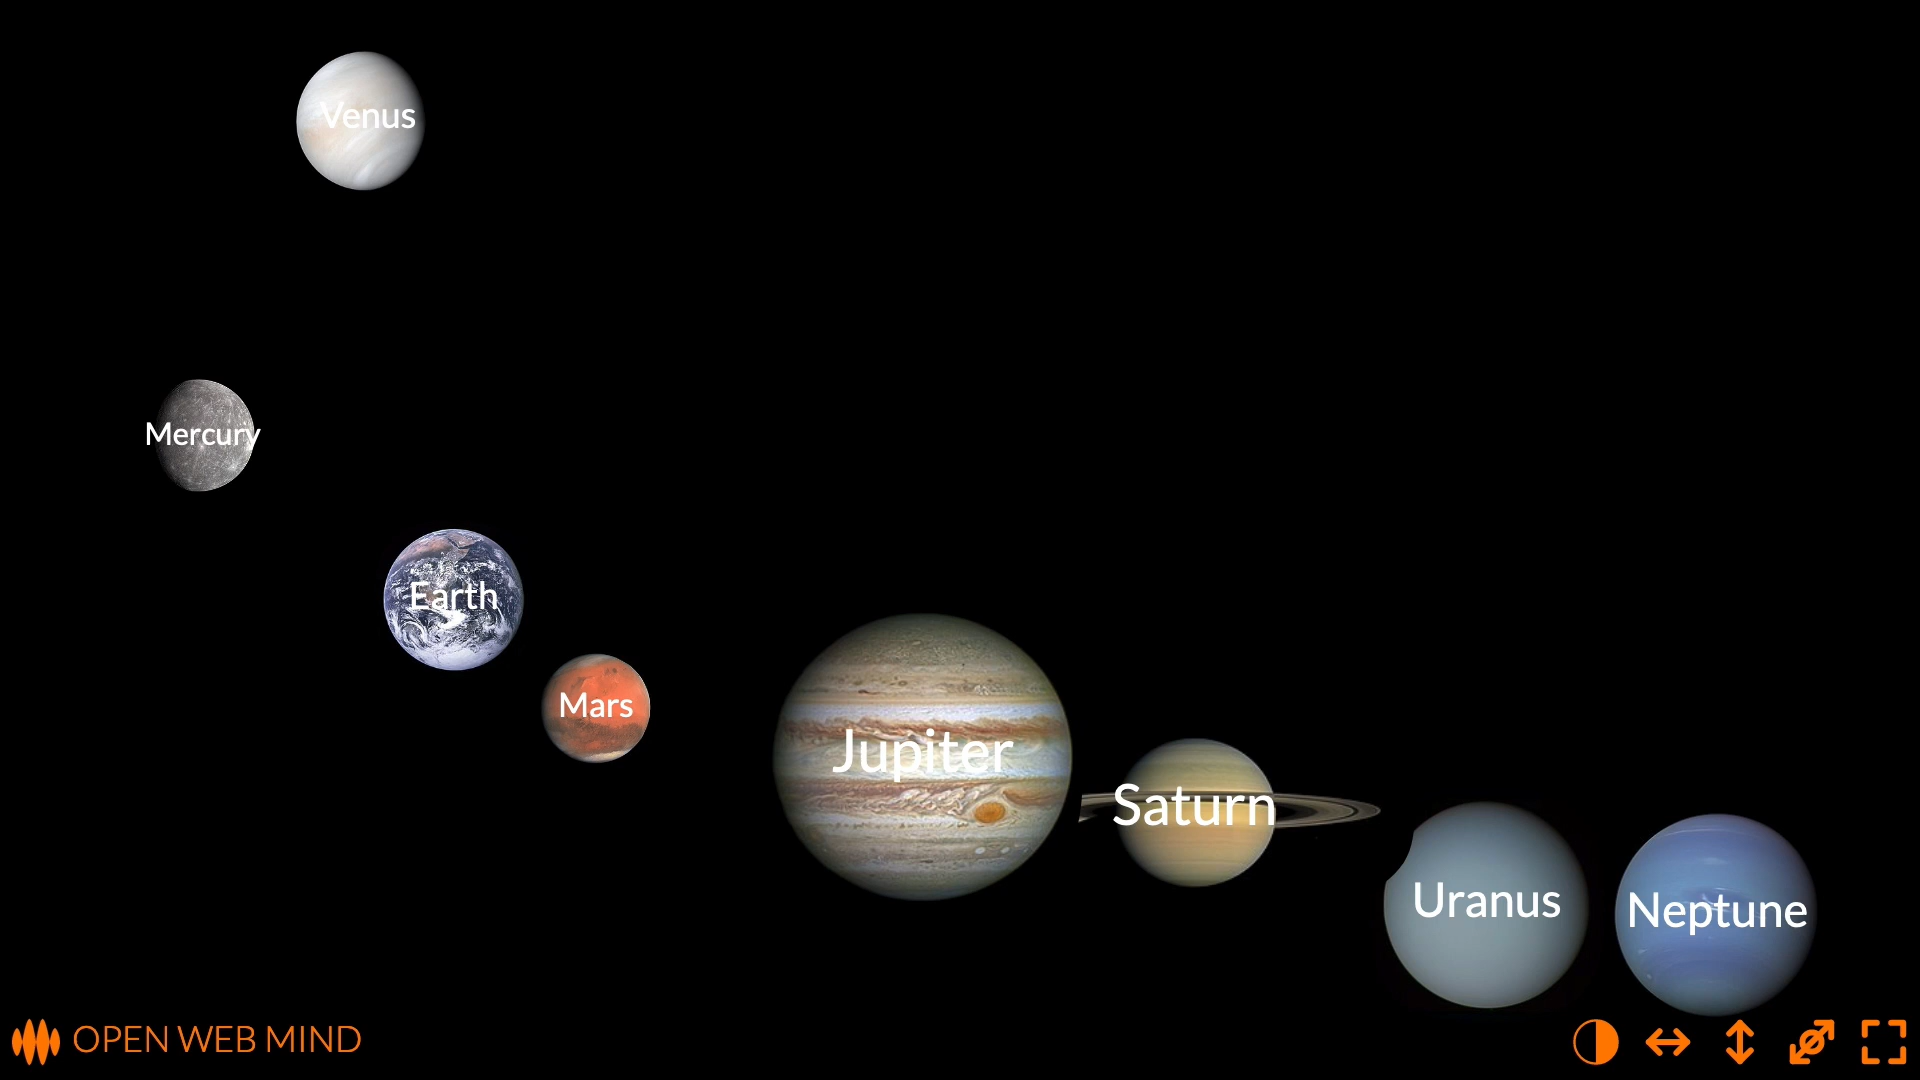 Venus
Mercury
Earth
Mars
Jupiter
Saturn
Uranus
Neptune
OPEN WEB MIND